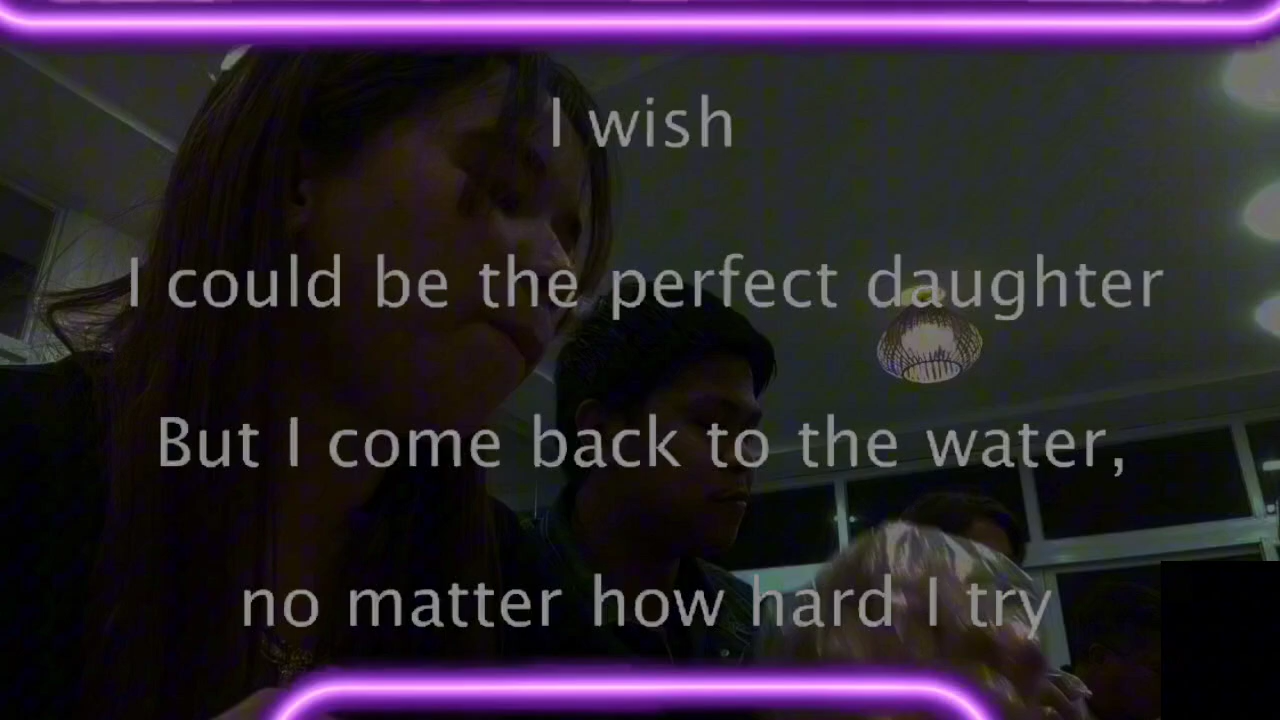 I wish
I could be the perfect daughter
But I come back to the water,
no matter how hard I try